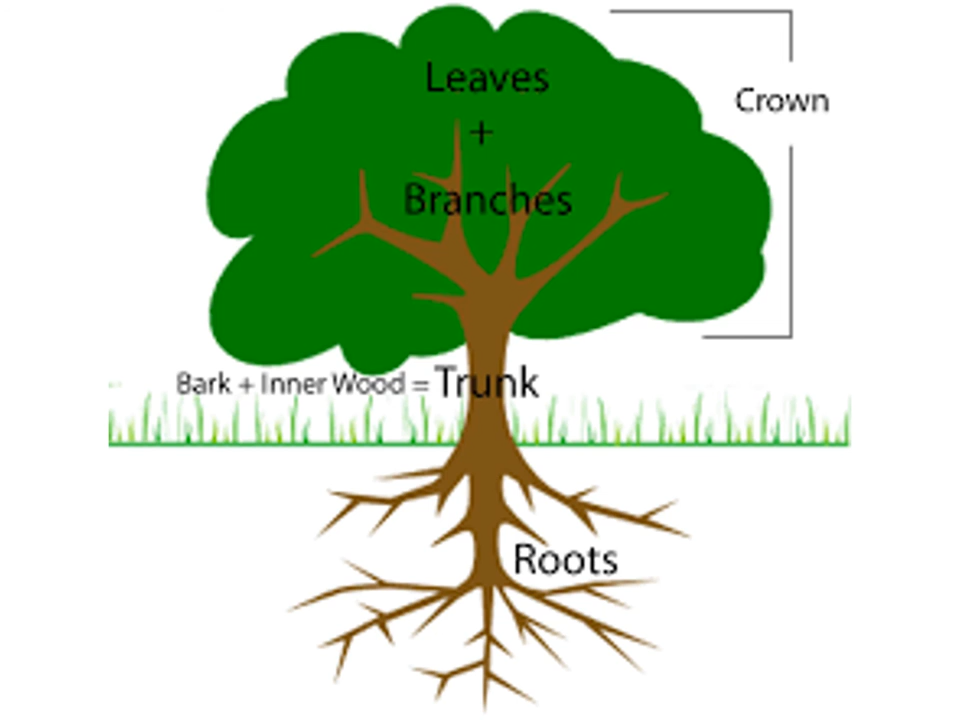 Leaves
+
Branches
Crown
Bark + Inner Wood = Trunk
Roots